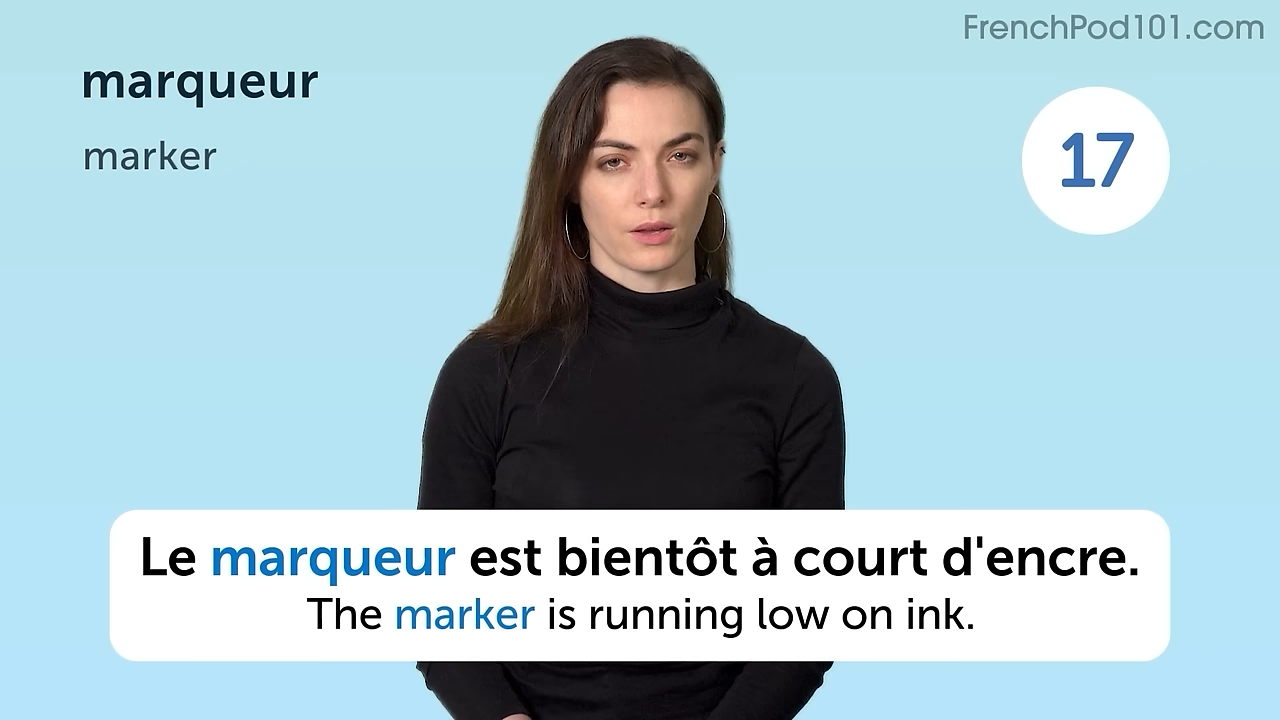 FrenchPod101.com
marqueur
marker
17
Le marqueur est bientôt à court d'encre.
The marker is running low on ink.